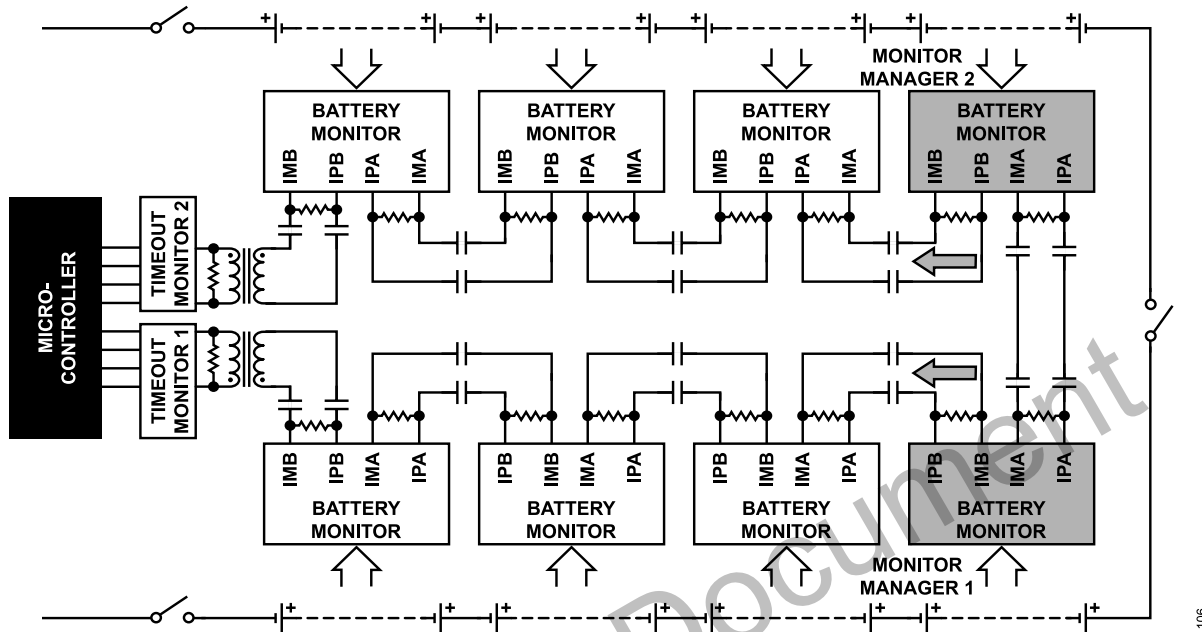 + + + + + + + +
MONITOR
MANAGER 2
BATTERY
MONITOR
IMB
IPB
IPA
IMA
BATTERY
MONITOR
IMB
IPB
IPA
IMA
BATTERY
MONITOR
IMB
IPB
IPA
IMA
BATTERY
MONITOR
IMB
IPB
IMA
IPA
MICRO-
CONTROLLER
TIMEOUT
MONITOR 2
TIMEOUT
MONITOR 1
IMB
IPB
IMA
IPA
BATTERY
MONITOR
IPB
IMB
IMA
IPA
BATTERY
MONITOR
IPB
IMB
IMA
IPA
BATTERY
MONITOR
IPB
IMB
IMA
IPA
BATTERY
MONITOR
MONITOR
MANAGER 1
+ + + + + + + +
Document